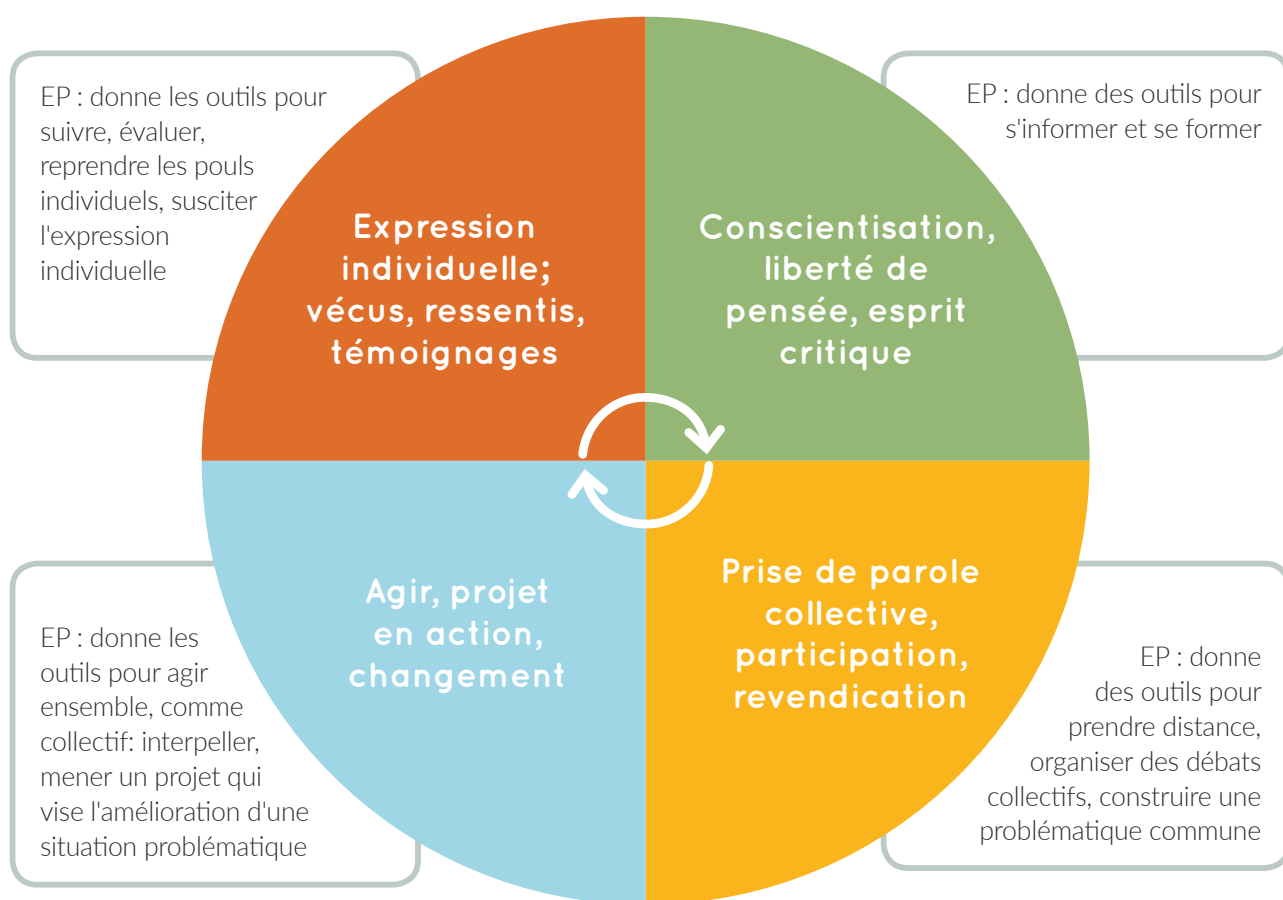 EP : donne les outils pour
suivre, évaluer,
reprendre les pouls
individuels, susciter
l'expression
individuelle
Expression
individuelle;
vécus, ressentis,
témoignages
Conscientisation,
liberté de
pensée, esprit
critique
EP : donne des outils pour
s'informer et se former
EP : donne les
outils pour agir
ensemble, comme
collectif: interpeller,
mener un projet qui
vise l'amélioration d'une
situation problématique
Agir, projet
en action,
changement
Prise de parole
collective,
participation,
revendication
EP : donne
des outils pour
prendre distance,
organiser des débats
collectifs, construire une
problématique commune